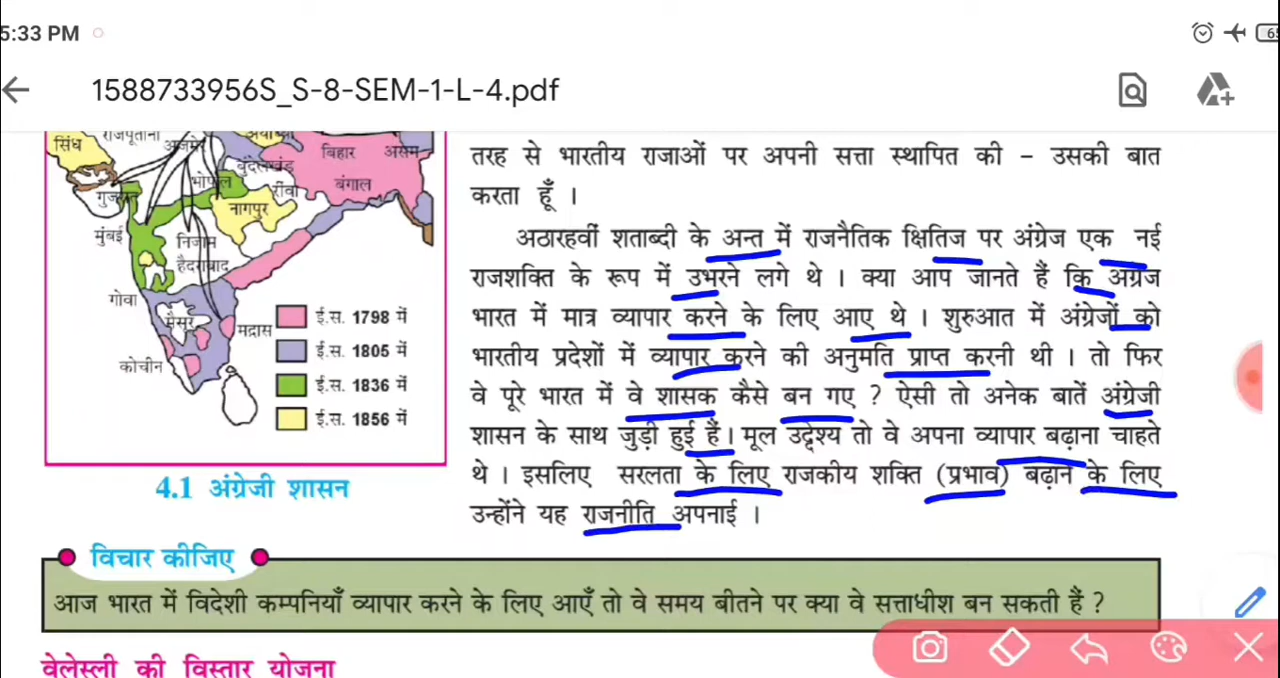 5:33 PM
1588733956S_S-8-SEM-1-L-4.pdf
राजपूताना
सिंध
अजमेर
बुंदेलखंड
बिहार
असम
भोपाल
रीवा
बंगाल
गुजरात
नागपुर
मुंबई
निजाम
हैदराबाद
गोवा
मैसूर
मद्रास
कोचीन
ई.स. 1798 में
ई.स. 1805 में
ई.स. 1836 में
ई.स. 1856 में
4.1 अंग्रेजी शासन
तरह से भारतीय राजाओं पर अपनी सत्ता स्थापित की – उसकी बात
करता हूँ ।
अठारहवीं शताब्दी के अन्त में राजनैतिक क्षितिज पर अंग्रेज एक नई
राजशक्ति के रूप में उभरने लगे थे । क्या आप जानते हैं कि अंग्रेज
भारत में मात्र व्यापार करने के लिए आए थे । शुरुआत में अंग्रेजों को
भारतीय प्रदेशों में व्यापार करने की अनुमति प्राप्त करनी थी । तो फिर
वे पूरे भारत में वे शासक कैसे बन गए ? ऐसी तो अनेक बातें अंग्रेजी
शासन के साथ जुड़ी हुई हैं। मूल उद्देश्य तो वे अपना व्यापार बढ़ाना चाहते
थे । इसलिए सरलता के लिए राजकीय शक्ति (प्रभाव) बढ़ाने के लिए
उन्होंने यह राजनीति अपनाई ।
विचार कीजिए
आज भारत में विदेशी कम्पनियाँ व्यापार करने के लिए आएँ तो वे समय बीतने पर क्या वे सत्ताधीश बन सकती हैं ?
वेलेस्ली की विस्तार योजना